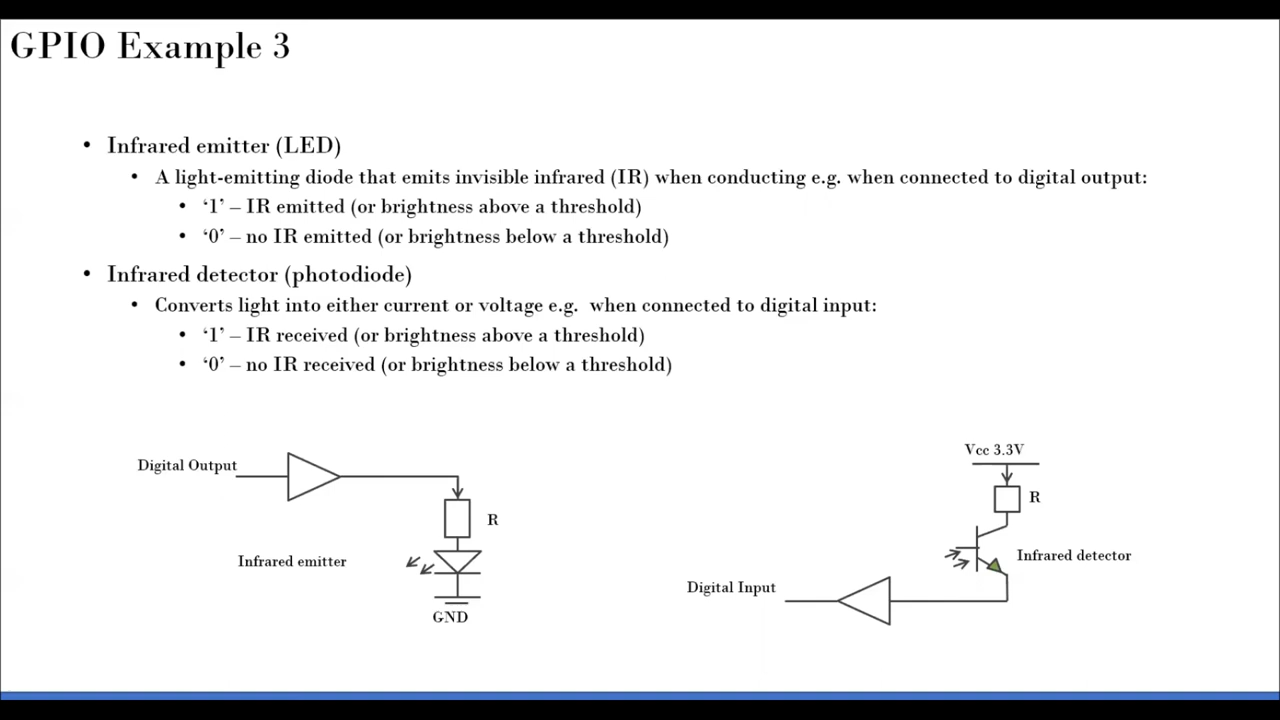 GPIO Example 3
• Infrared emitter (LED)
• A light-emitting diode that emits invisible infrared (IR) when conducting e.g. when connected to digital output:
• ‘1’ – IR emitted (or brightness above a threshold)
• ‘0’ – no IR emitted (or brightness below a threshold)
• Infrared detector (photodiode)
• Converts light into either current or voltage e.g.  when connected to digital input:
• ‘1’ – IR received (or brightness above a threshold)
• ‘0’ – no IR received (or brightness below a threshold)
Digital Output
R
Infrared emitter
GND
Vcc 3.3V
R
Infrared detector
Digital Input